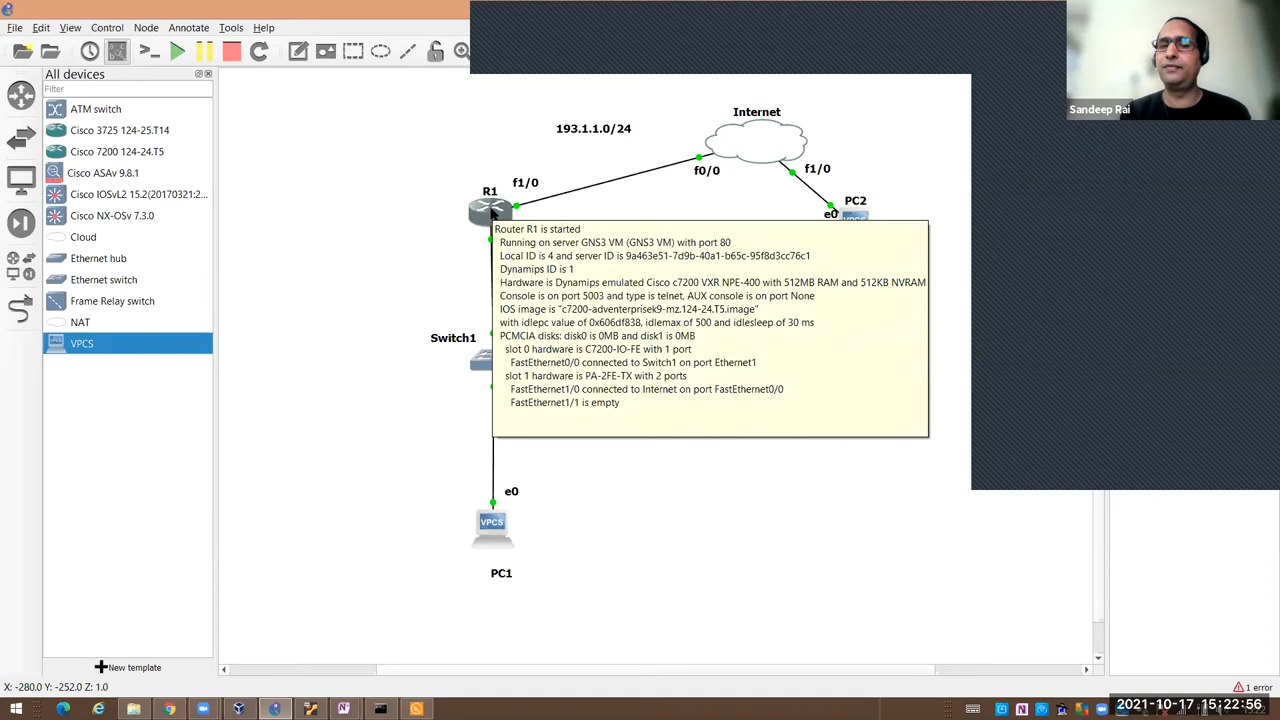 File Edit View Control Node Annotate Tools Help
All devices
Filter
ATM switch
Cisco 3725 124-25.T14
Cisco 7200 124-24.T5
Cisco ASAv 9.8.1
Cisco IOSvL2 15.2(20170321:2...
Cisco NX-OSv 7.3.0
Cloud
Ethernet hub
Ethernet switch
Frame Relay switch
NAT
VPCS
New template
X: -280.0 Y: -252.0 Z: 1.0
Internet
193.1.1.0/24
f0/0
f1/0
f1/0
R1
PC2
e0
VPCS
Router R1 is started
Running on server GNS3 VM (GNS3 VM) with port 80
Local ID is 4 and server ID is 9a463e51-7d9b-40a1-b65c-95f8d3cc76c1
Dynamips ID is 1
Hardware is Dynamips emulated Cisco c7200 VXR NPE-400 with 512MB RAM and 512KB NVRAM
Console is on port 5003 and type is telnet, AUX console is on port None
IOS image is "c7200-adventerprisek9-mz.124-24.T5.image"
with idlepc value of 0x606df838, idlemax of 500 and idlesleep of 30 ms
PCMCIA disks: disk0 is 0MB and disk1 is 0MB
slot 0 hardware is C7200-IO-FE with 1 port
FastEthernet0/0 connected to Switch1 on port Ethernet1
slot 1 hardware is PA-2FE-TX with 2 ports
FastEthernet1/0 connected to Internet on port FastEthernet0/0
FastEthernet1/1 is empty
Switch1
e0
VPCS
PC1
Sandeep Rai
1 error
2021-10-17 15:22:56